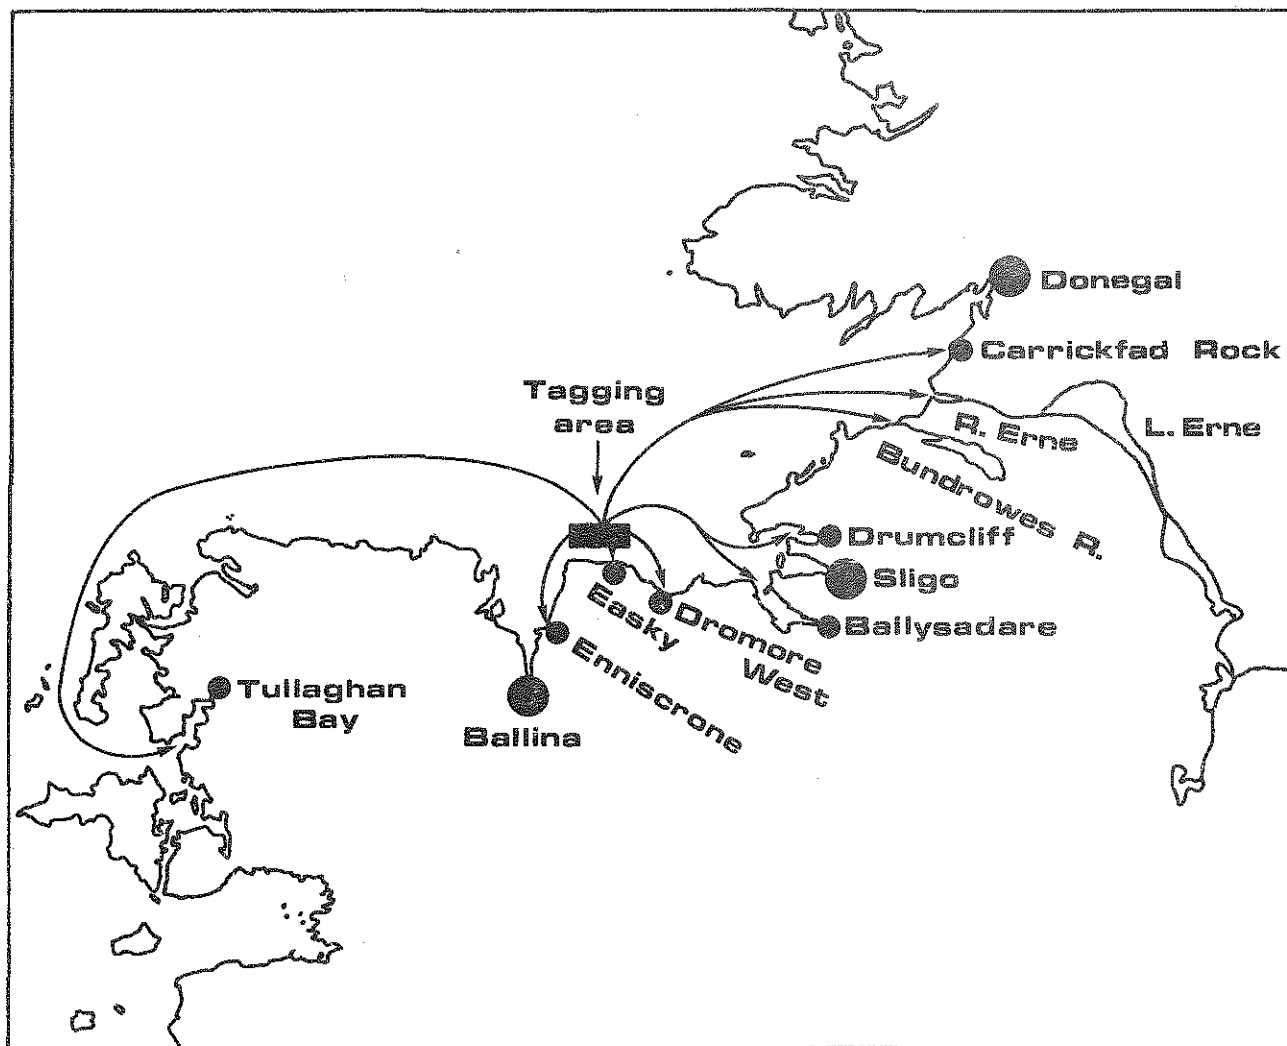 Donegal
Carrickfad Rock
Tagging
area
R. Erne
L. Erne
Bundrowes R.
Drumcliff
Sligo
Ballysadare
Easky
Dromore
West
Enniscrone
Ballina
Tullaghan
Bay